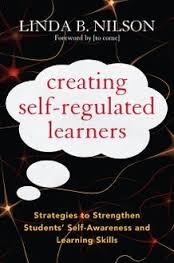 LINDA B. NILSON
Foreword by [to come]
creating
self-regulated
learners
Strategies to Strengthen
Students' Self-Awareness and
Learning Skills